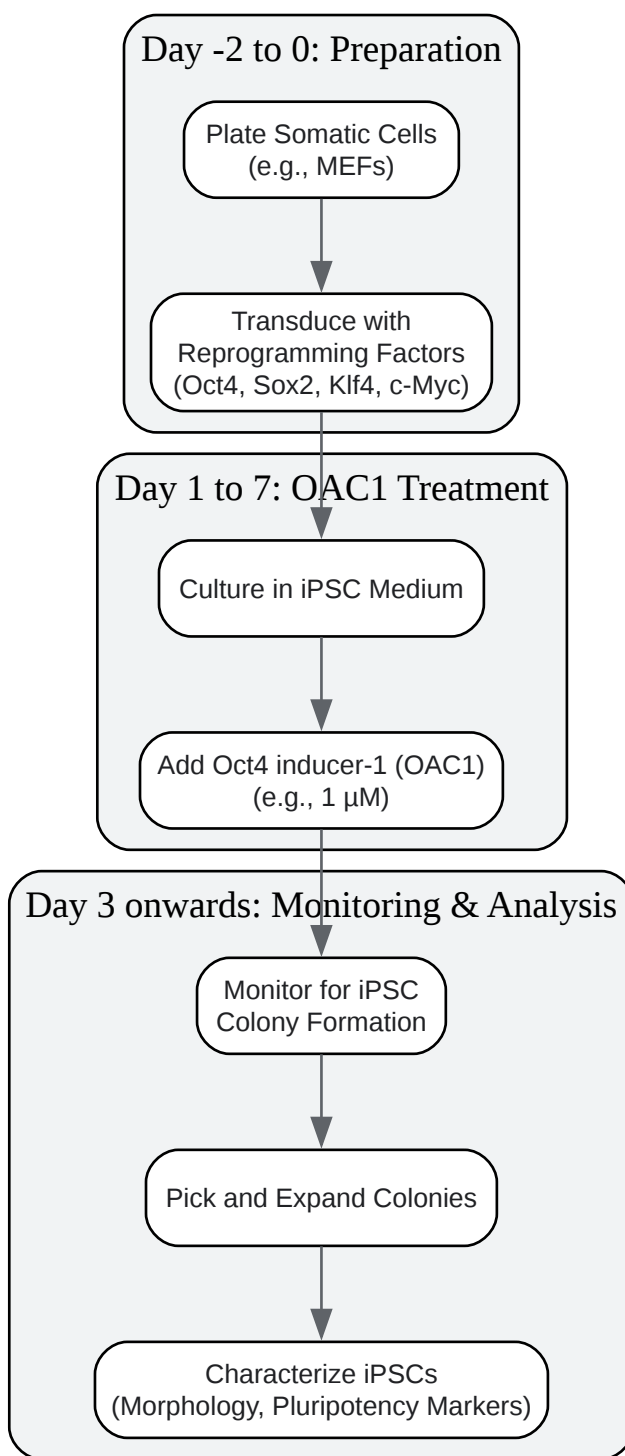 Day -2 to 0: Preparation
Plate Somatic Cells
(e.g., MEFs)
Transduce with
Reprogramming Factors
(Oct4, Sox2, Klf4, c-Myc)
Day 1 to 7: OAC1 Treatment
Culture in iPSC Medium
Add Oct4 inducer-1 (OAC1)
(e.g., 1 µM)
Day 3 onwards: Monitoring & Analysis
Monitor for iPSC
Colony Formation
Pick and Expand Colonies
Characterize iPSCs
(Morphology, Pluripotency Markers)